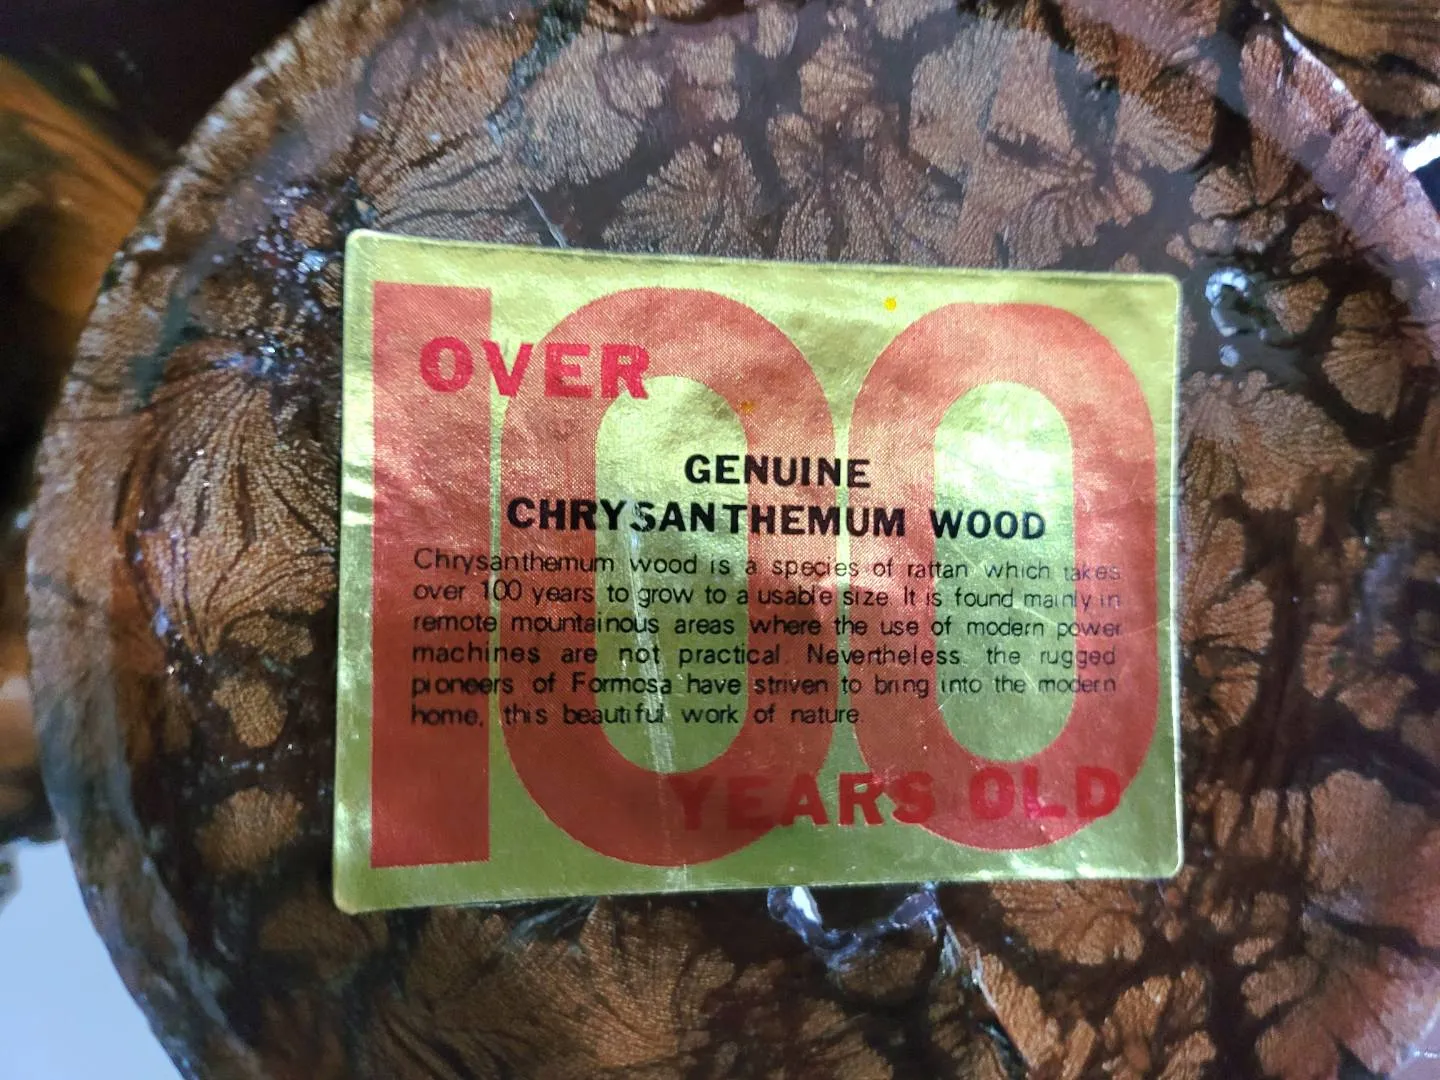 100
OVER
GENUINE
CHRYSANTHEMUM WOOD
Chrysanthemum wood is a species of rattan which takes
over 100 years to grow to a usable size. It is found mainly in
remote mountainous areas where the use of modern power
machines are not practical. Nevertheless, the rugged
pioneers of Formosa have striven to bring into the modern
home, this beautiful work of nature.
YEARS OLD